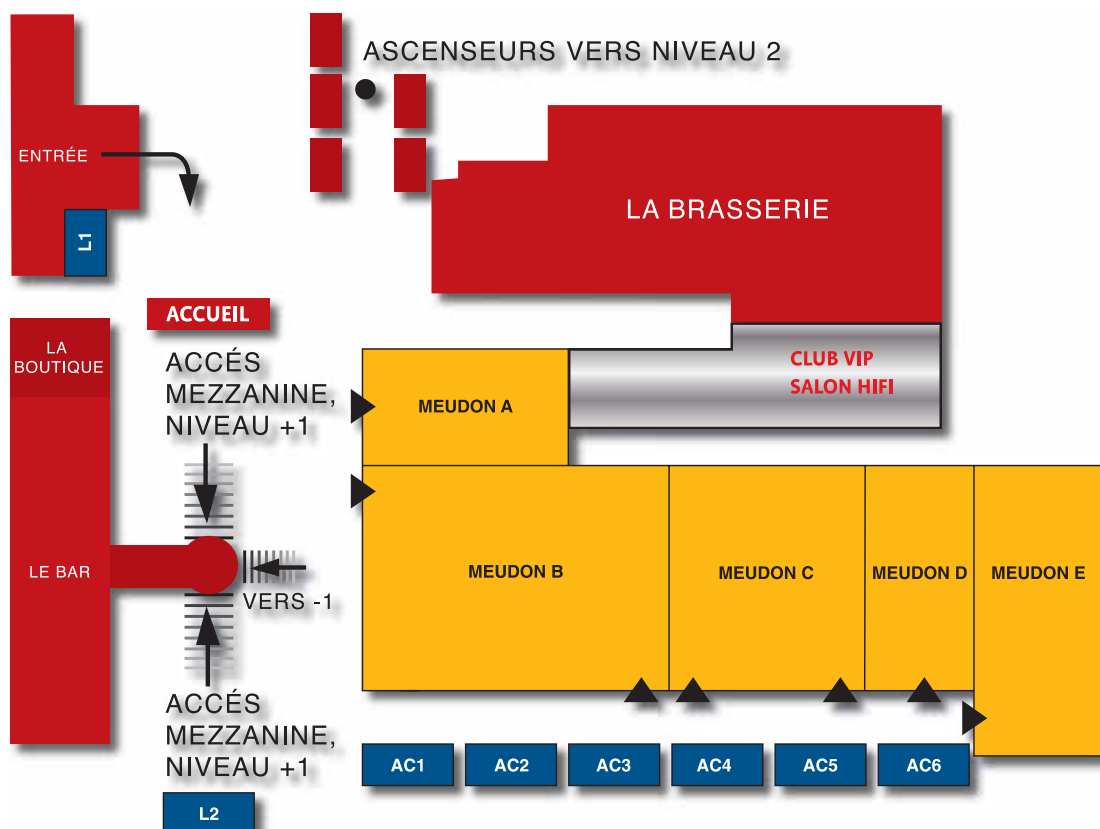 ASCENSEURS VERS NIVEAU 2
ENTRÉE
LA BRASSERIE
L1
ACCUEIL
LA
BOUTIQUE
ACCÉS
MEZZANINE,
NIVEAU +1
CLUB VIP
SALON HIFI
MEUDON A
LE BAR
VERS -1
MEUDON B
MEUDON C
MEUDON D
MEUDON E
ACCÉS
MEZZANINE,
NIVEAU +1
AC1
AC2
AC3
AC4
AC5
AC6
L2